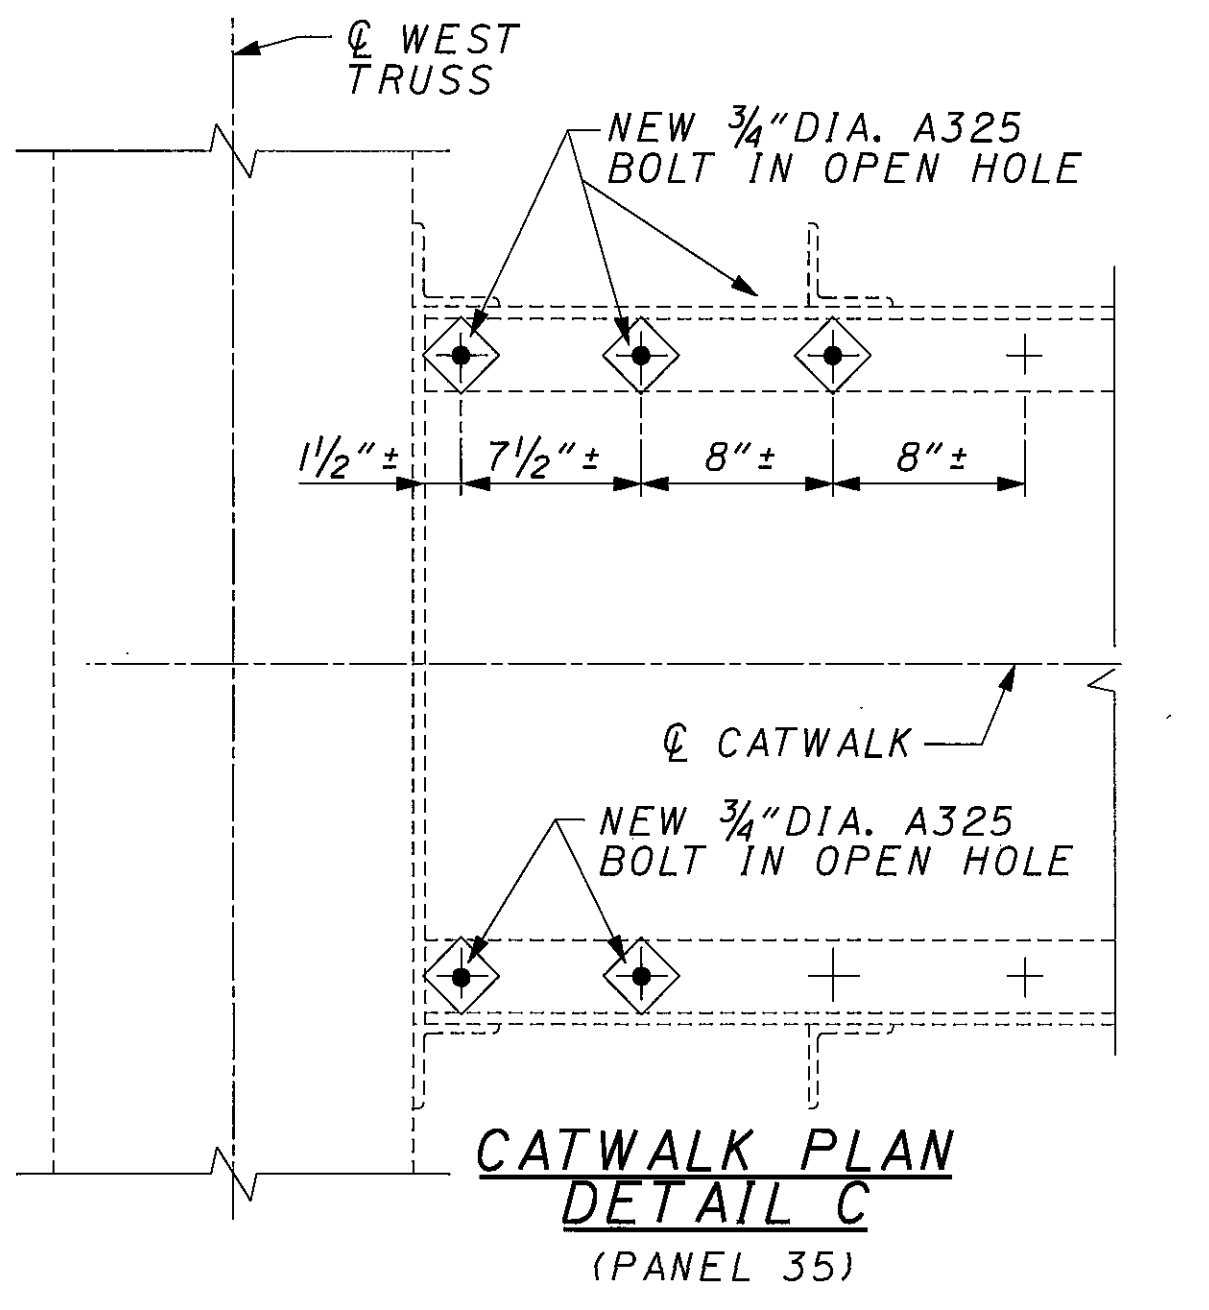 ℄ WEST
TRUSS
NEW 3/4" DIA. A325
BOLT IN OPEN HOLE
1 1/2" ±
7 1/2" ±
8" ±
8" ±
℄ CATWALK
NEW 3/4" DIA. A325
BOLT IN OPEN HOLE
CATWALK PLAN
DETAIL C
(PANEL 35)